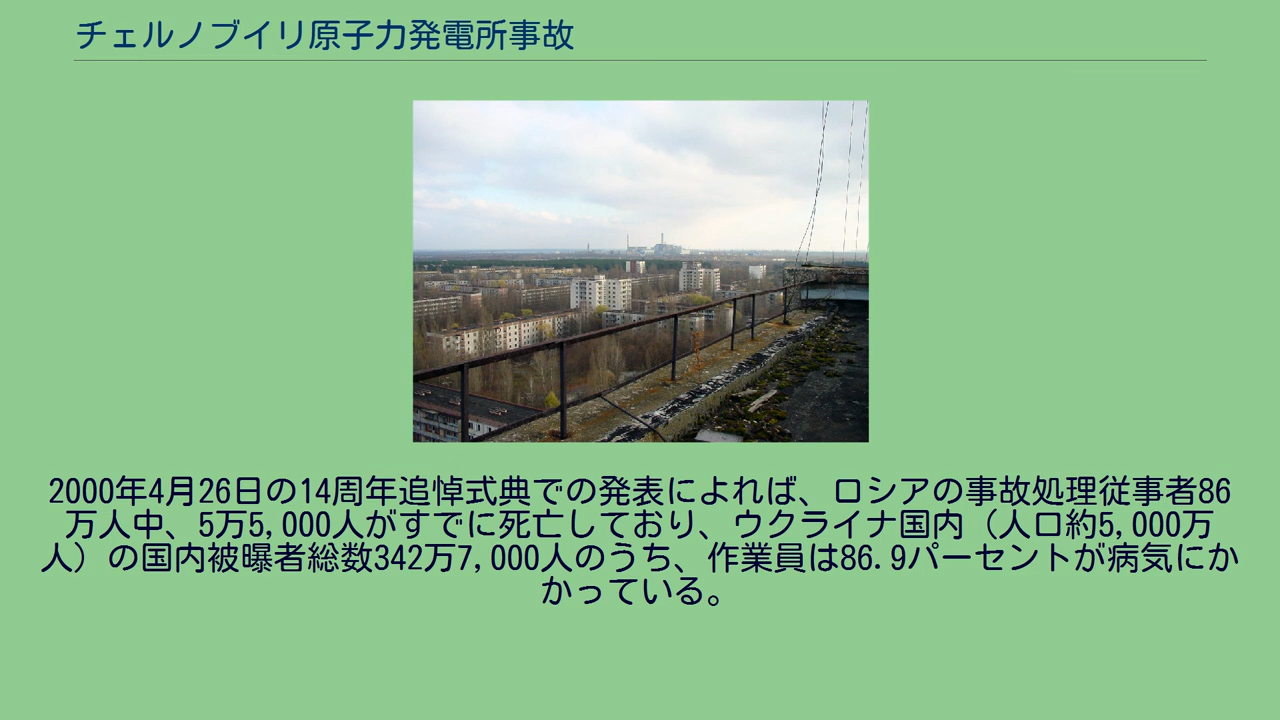 チェルノブイリ原子力発電所事故
2000年4月26日の14周年追悼式典での発表によれば、ロシアの事故処理従事者86
万人中、5万5,000人がすでに死亡しており、ウクライナ国内（人口約5,000万
人）の国内被曝者総数342万7,000人のうち、作業員は86.9パーセントが病気にか
かっている。